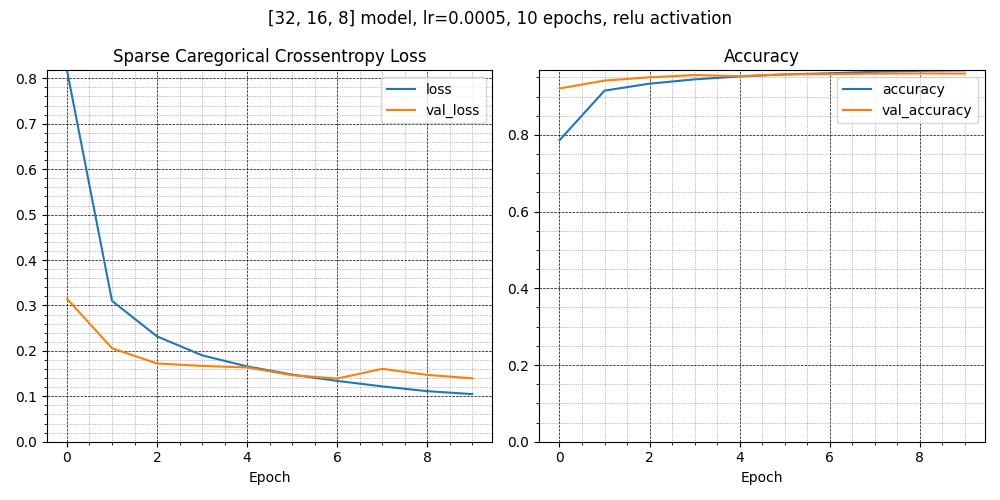 [32, 16, 8] model, lr=0.0005, 10 epochs, relu activation
Sparse Caregorical Crossentropy Loss
0.8
0.7
0.6
0.5
0.4
0.3
0.2
0.1
0.0
loss
val_loss
0 2 4 6 8
Epoch
Accuracy
0.8
0.6
0.4
0.2
0.0
accuracy
val_accuracy
0 2 4 6 8
Epoch